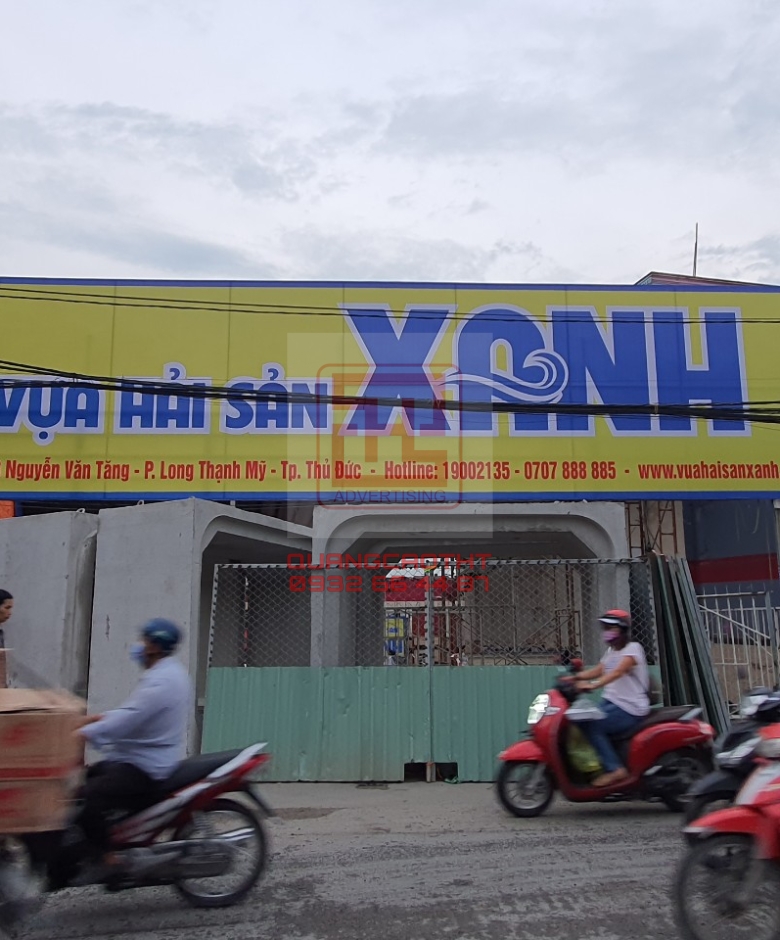 VỰA HẢI SẢN XANH
Nguyễn Văn Tăng - P. Long Thạnh Mỹ - Tp. Thủ Đức - Hotline: 19002135 - 0707 888 885 - www.vuahaisanxanh
ADVERTISING
QUANGCAOTHT